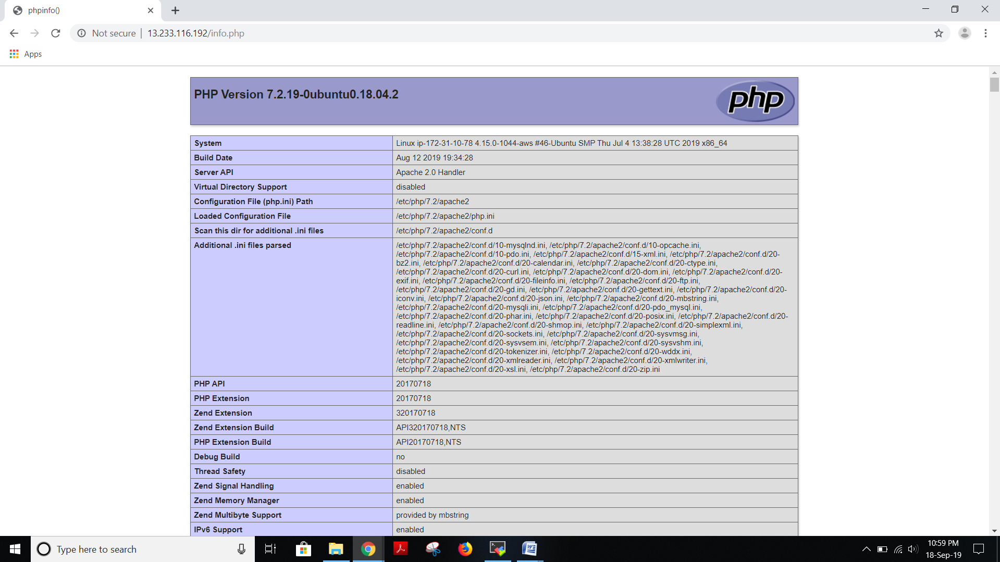 phpinfo()
Not secure | 13.233.116.192/info.php
Apps
PHP Version 7.2.19-0ubuntu0.18.04.2
php
System Linux ip-172-31-10-78 4.15.0-1044-aws #46-Ubuntu SMP Thu Jul 4 13:38:28 UTC 2019 x86_64
Build Date Aug 12 2019 19:34:28
Server API Apache 2.0 Handler
Virtual Directory Support disabled
Configuration File (php.ini) Path /etc/php/7.2/apache2
Loaded Configuration File /etc/php/7.2/apache2/php.ini
Scan this dir for additional .ini files /etc/php/7.2/apache2/conf.d
Additional .ini files parsed /etc/php/7.2/apache2/conf.d/10-mysqlnd.ini, /etc/php/7.2/apache2/conf.d/10-opcache.ini,
/etc/php/7.2/apache2/conf.d/10-pdo.ini, /etc/php/7.2/apache2/conf.d/15-xml.ini, /etc/php/7.2/apache2/conf.d/20-
bz2.ini, /etc/php/7.2/apache2/conf.d/20-calendar.ini, /etc/php/7.2/apache2/conf.d/20-ctype.ini,
/etc/php/7.2/apache2/conf.d/20-curl.ini, /etc/php/7.2/apache2/conf.d/20-dom.ini, /etc/php/7.2/apache2/conf.d/20-
exif.ini, /etc/php/7.2/apache2/conf.d/20-fileinfo.ini, /etc/php/7.2/apache2/conf.d/20-ftp.ini,
/etc/php/7.2/apache2/conf.d/20-gd.ini, /etc/php/7.2/apache2/conf.d/20-gettext.ini, /etc/php/7.2/apache2/conf.d/20-
iconv.ini, /etc/php/7.2/apache2/conf.d/20-json.ini, /etc/php/7.2/apache2/conf.d/20-mbstring.ini,
/etc/php/7.2/apache2/conf.d/20-mysqli.ini, /etc/php/7.2/apache2/conf.d/20-pdo_mysql.ini,
/etc/php/7.2/apache2/conf.d/20-phar.ini, /etc/php/7.2/apache2/conf.d/20-posix.ini, /etc/php/7.2/apache2/conf.d/20-
readline.ini, /etc/php/7.2/apache2/conf.d/20-shmop.ini, /etc/php/7.2/apache2/conf.d/20-simplexml.ini,
/etc/php/7.2/apache2/conf.d/20-sockets.ini, /etc/php/7.2/apache2/conf.d/20-sysvmsg.ini,
/etc/php/7.2/apache2/conf.d/20-sysvsem.ini, /etc/php/7.2/apache2/conf.d/20-sysvshm.ini,
/etc/php/7.2/apache2/conf.d/20-tokenizer.ini, /etc/php/7.2/apache2/conf.d/20-wddx.ini,
/etc/php/7.2/apache2/conf.d/20-xmlreader.ini, /etc/php/7.2/apache2/conf.d/20-xmlwriter.ini,
/etc/php/7.2/apache2/conf.d/20-xsl.ini, /etc/php/7.2/apache2/conf.d/20-zip.ini
PHP API 20170718
PHP Extension 20170718
Zend Extension 320170718
Zend Extension Build API320170718,NTS
PHP Extension Build API20170718,NTS
Debug Build no
Thread Safety disabled
Zend Signal Handling enabled
Zend Memory Manager enabled
Zend Multibyte Support provided by mbstring
IPv6 Support enabled
Type here to search
10:59 PM
18-Sep-19